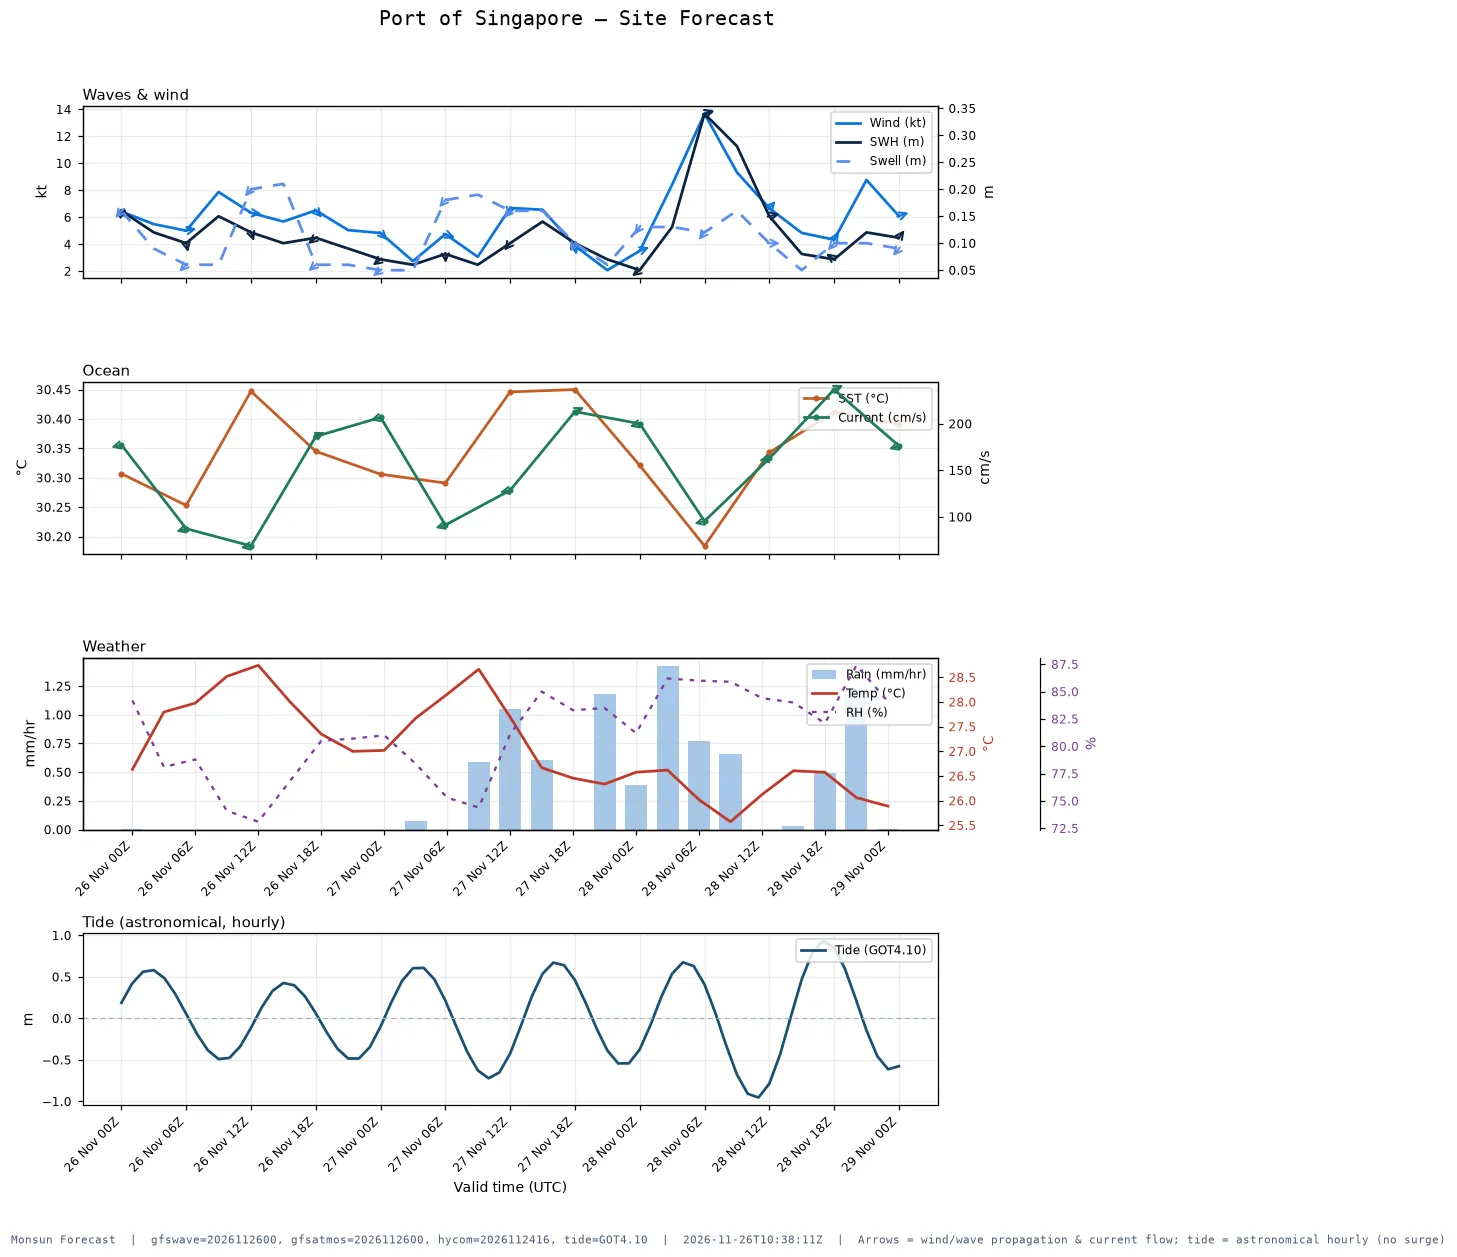 Port of Singapore — Site Forecast
Waves & wind
14
12
10
8
6
4
2
kt
0.35
0.30
0.25
0.20
0.15
0.10
0.05
m
Wind (kt)
SWH (m)
Swell (m)
Ocean
30.45
30.40
30.35
30.30
30.25
30.20
°C
200
150
100
cm/s
SST (°C)
Current (cm/s)
Weather
1.25
1.00
0.75
0.50
0.25
0.00
mm/hr
28.5
28.0
27.5
27.0
26.5
26.0
25.5
°C
87.5
85.0
82.5
80.0
77.5
75.0
72.5
%
Rain (mm/hr)
Temp (°C)
RH (%)
26 Nov 00Z
26 Nov 06Z
26 Nov 12Z
26 Nov 18Z
27 Nov 00Z
27 Nov 06Z
27 Nov 12Z
27 Nov 18Z
28 Nov 00Z
28 Nov 06Z
28 Nov 12Z
28 Nov 18Z
29 Nov 00Z
Tide (astronomical, hourly)
1.0
0.5
0.0
−0.5
−1.0
m
Tide (GOT4.10)
26 Nov 00Z
26 Nov 06Z
26 Nov 12Z
26 Nov 18Z
27 Nov 00Z
27 Nov 06Z
27 Nov 12Z
27 Nov 18Z
28 Nov 00Z
28 Nov 06Z
28 Nov 12Z
28 Nov 18Z
29 Nov 00Z
Valid time (UTC)
Monsun Forecast | gfswave=2026112600, gfsatmos=2026112600, hycom=2026112416, tide=GOT4.10 | 2026-11-26T10:38:11Z | Arrows = wind/wave propagation & current flow; tide = astronomical hourly (no surge)